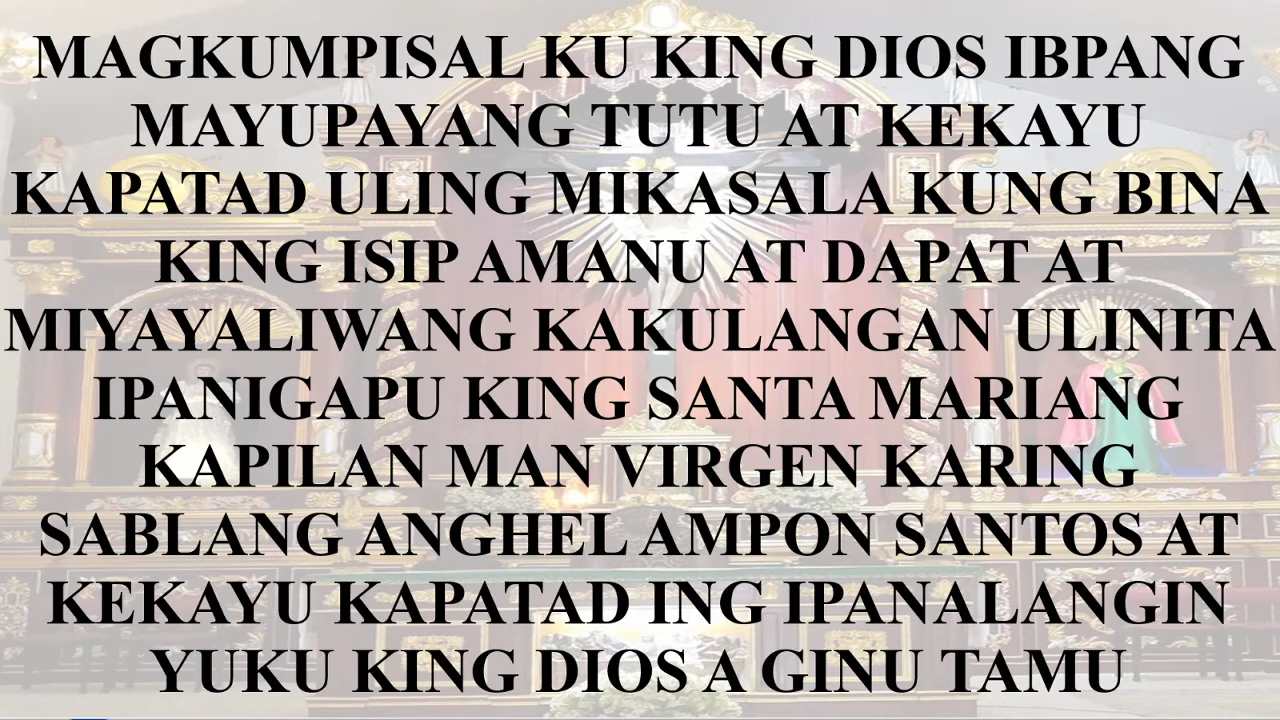 MAGKUMPISAL KU KING DIOS IBPANG
MAYUPAYANG TUTU AT KEKAYU
KAPATAD ULING MIKASALA KUNG BINA
KING ISIP AMANU AT DAPAT AT
MIYAYALIWANG KAKULANGAN ULINITA
IPANIGAPU KING SANTA MARIANG
KAPILAN MAN VIRGEN KARING
SABLANG ANGHEL AMPON SANTOS AT
KEKAYU KAPATAD ING IPANALANGIN
YUKU KING DIOS A GINU TAMU